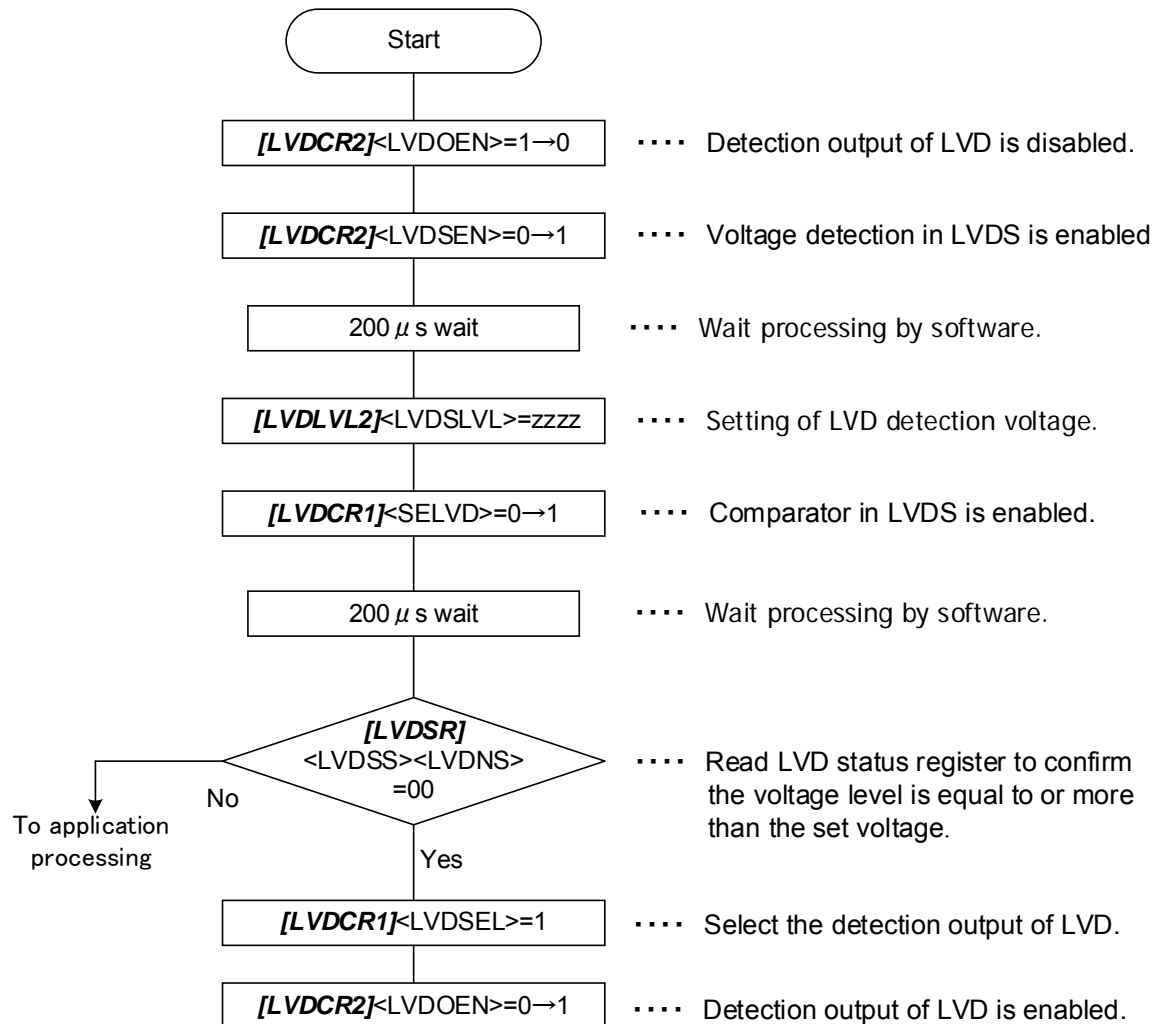 Start
[LVDCR2]<LVDOEN>=1→0
···· Detection output of LVD is disabled.
[LVDCR2]<LVDSEN>=0→1
···· Voltage detection in LVDS is enabled
200 μ s wait
···· Wait processing by software.
[LVDLVL2]<LVDSLVL>=zzzz
···· Setting of LVD detection voltage.
[LVDCR1]<SELVD>=0→1
···· Comparator in LVDS is enabled.
200 μ s wait
···· Wait processing by software.
[LVDSR]
<LVDSS><LVDNS>
=00
···· Read LVD status register to confirm
the voltage level is equal to or more
than the set voltage.
No
To application
processing
Yes
[LVDCR1]<LVDSEL>=1
···· Select the detection output of LVD.
[LVDCR2]<LVDOEN>=0→1
···· Detection output of LVD is enabled.